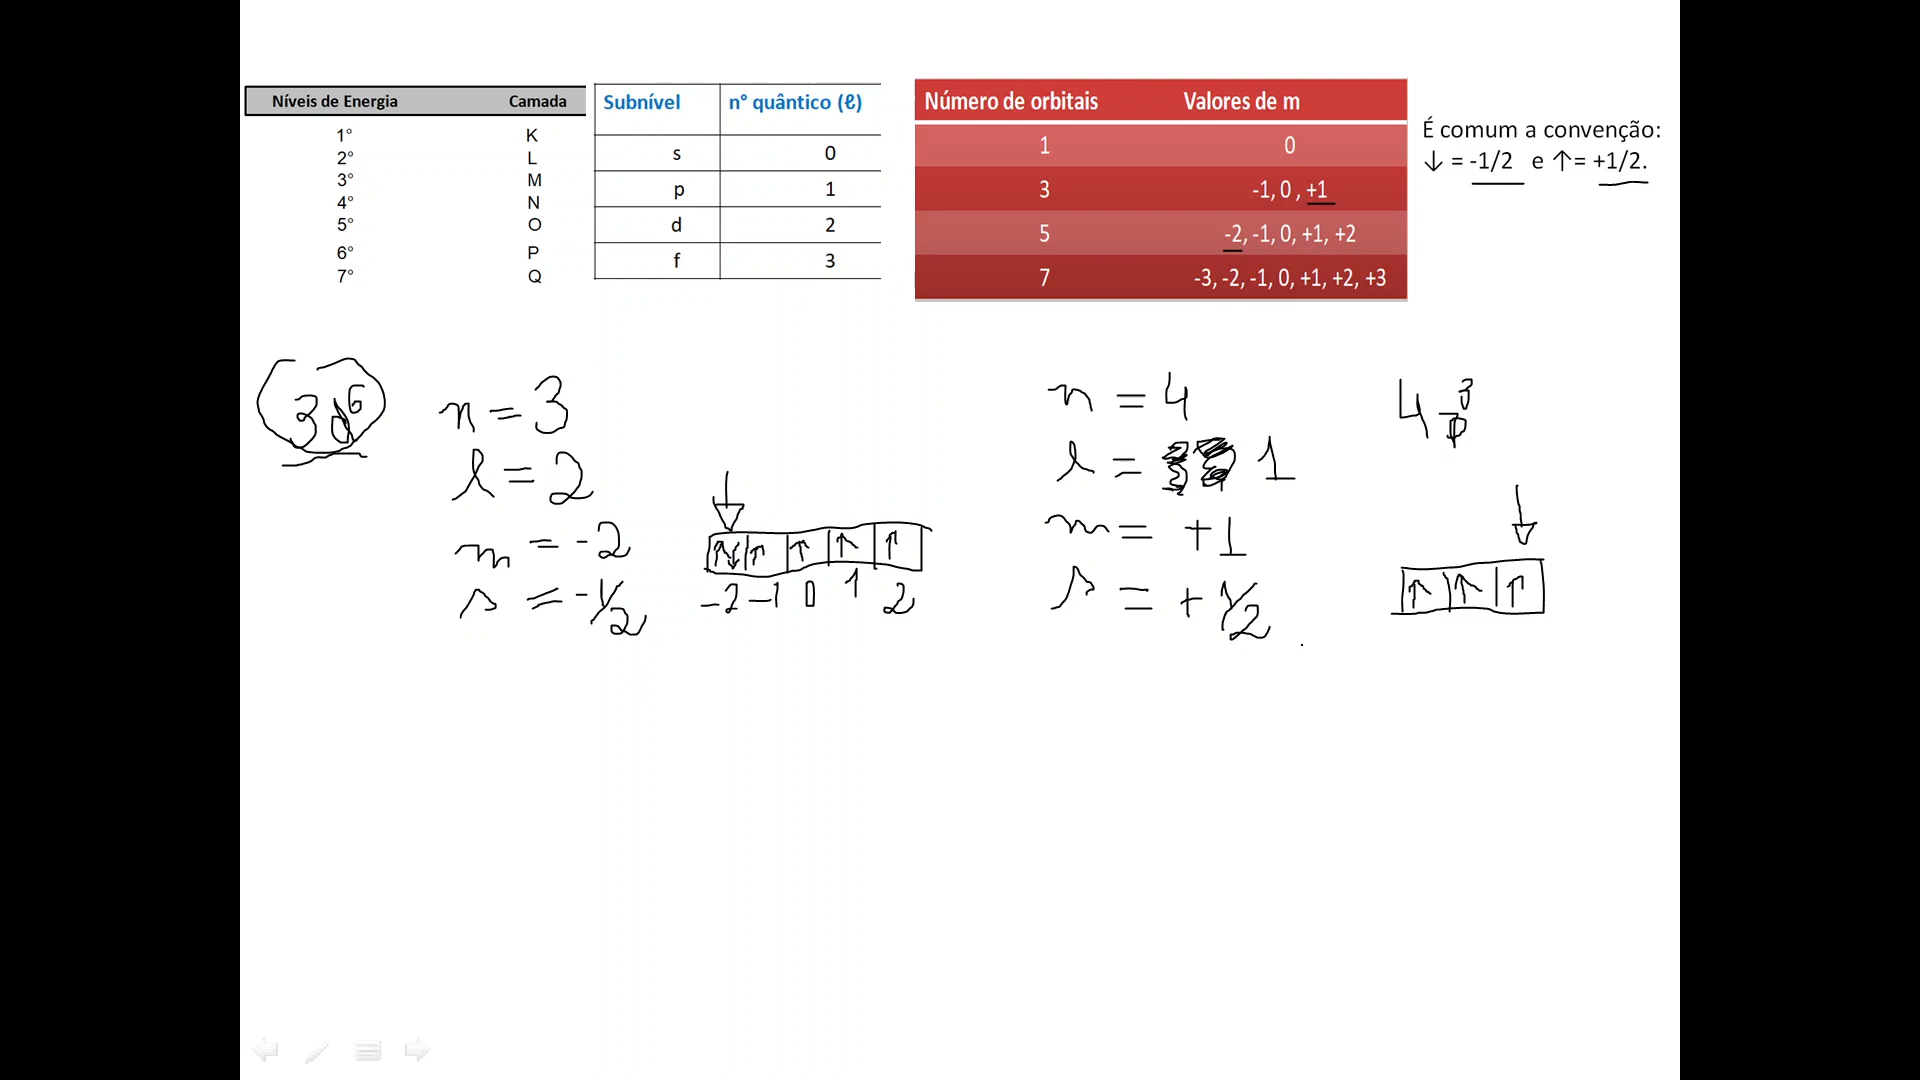 Níveis de Energia Camada
1° K
2° L
3° M
4° N
5° O
6° P
7° Q
Subnível n° quântico (ℓ)
s 0
p 1
d 2
f 3
Número de orbitais Valores de m
1 0
3 -1, 0 , +1
5 -2, -1, 0, +1, +2
7 -3, -2, -1, 0, +1, +2, +3
É comum a convenção:
↓ = -1/2 e ↑= +1/2.
3d⁶
n = 3
l = 2
m = -2
s = -1/2
↑↓ ↑ ↑ ↑ ↑
-2 -1 0 1 2
n = 4
l = 1
m = +1
s = +1/2
4p³
↑ ↑ ↑